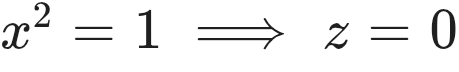 x² = 1 ⟹ z = 0